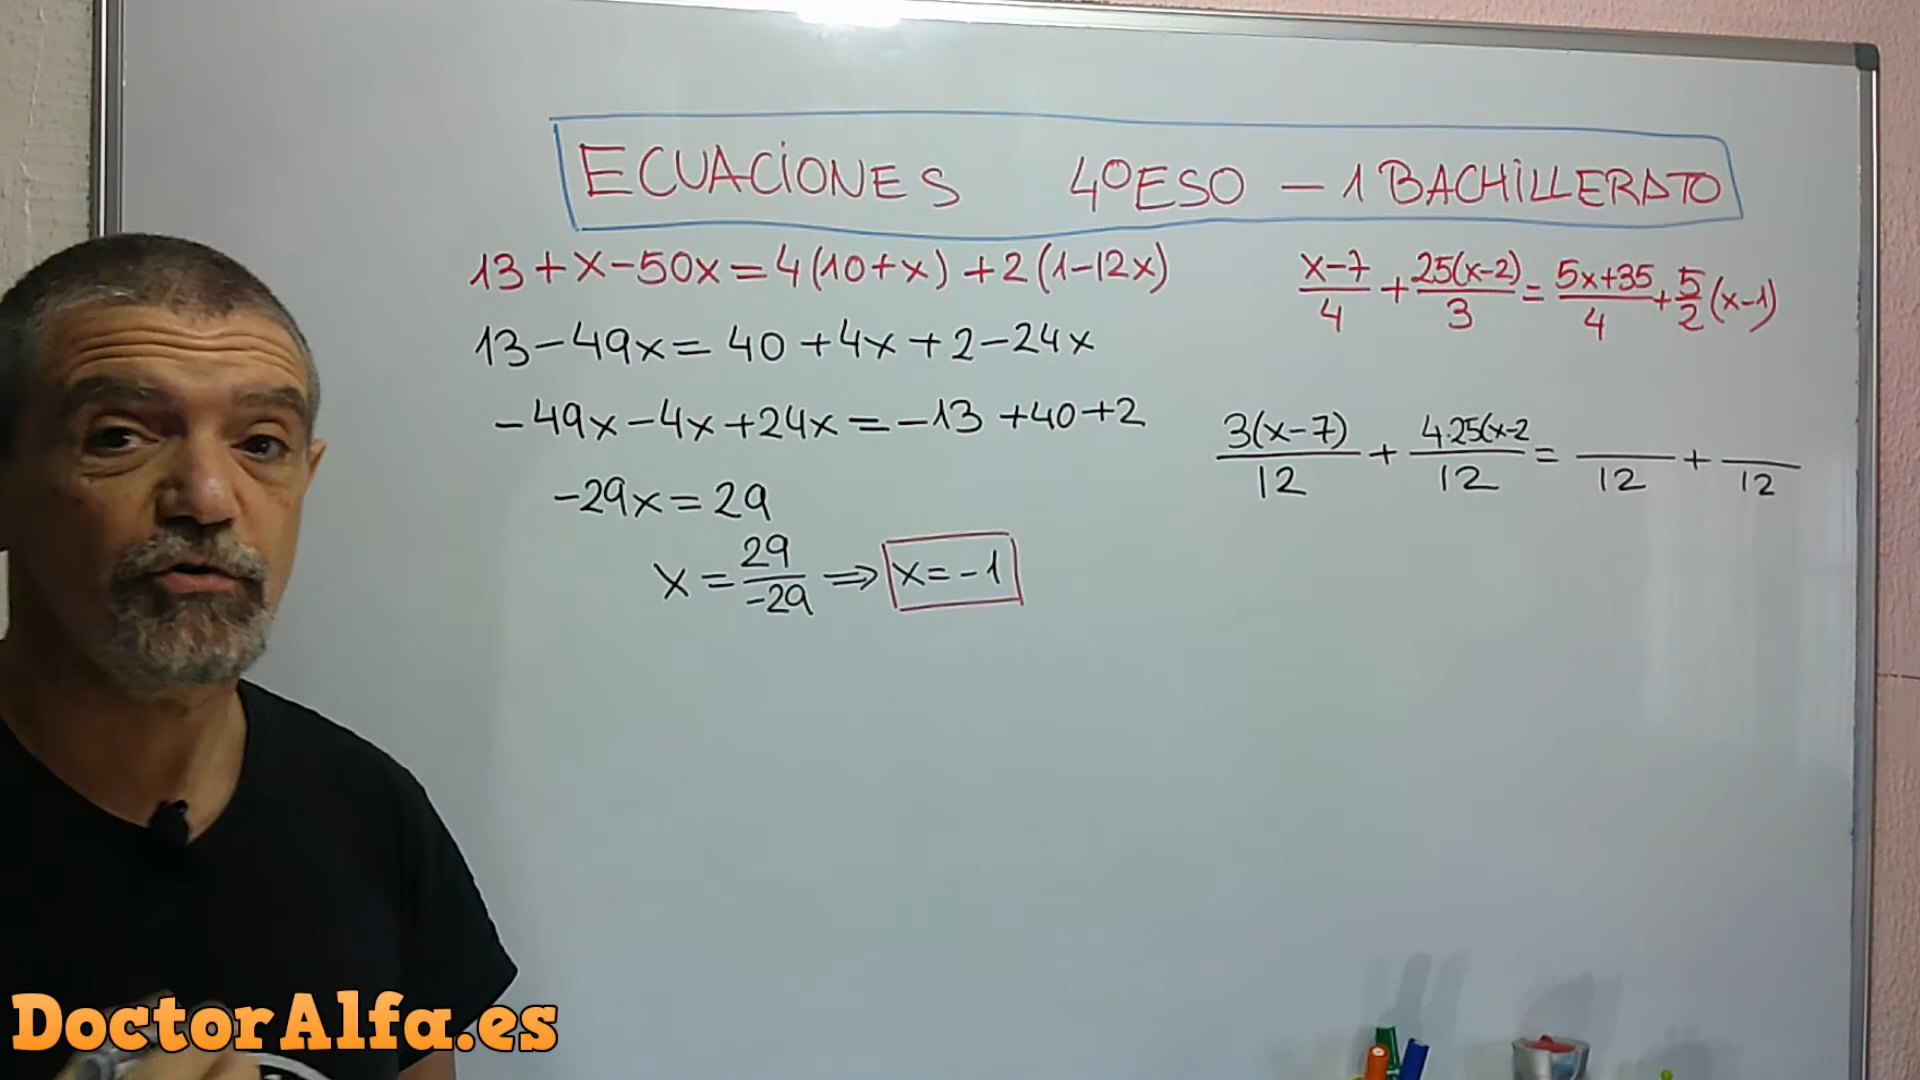 ECUACIONES 4ºESO - 1 BACHILLERATO
13+x-50x=4(10+x)+2(1-12x)
13-49x=40+4x+2-24x
-49x-4x+24x=-13+40+2
-29x=29
x=29/-29⇒x=-1
x-7/4+25(x-2)/3=5x+35/4+5/2(x-1)
3(x-7)/12+4·25(x-2/12=/12+/12
DoctorAlfa.es